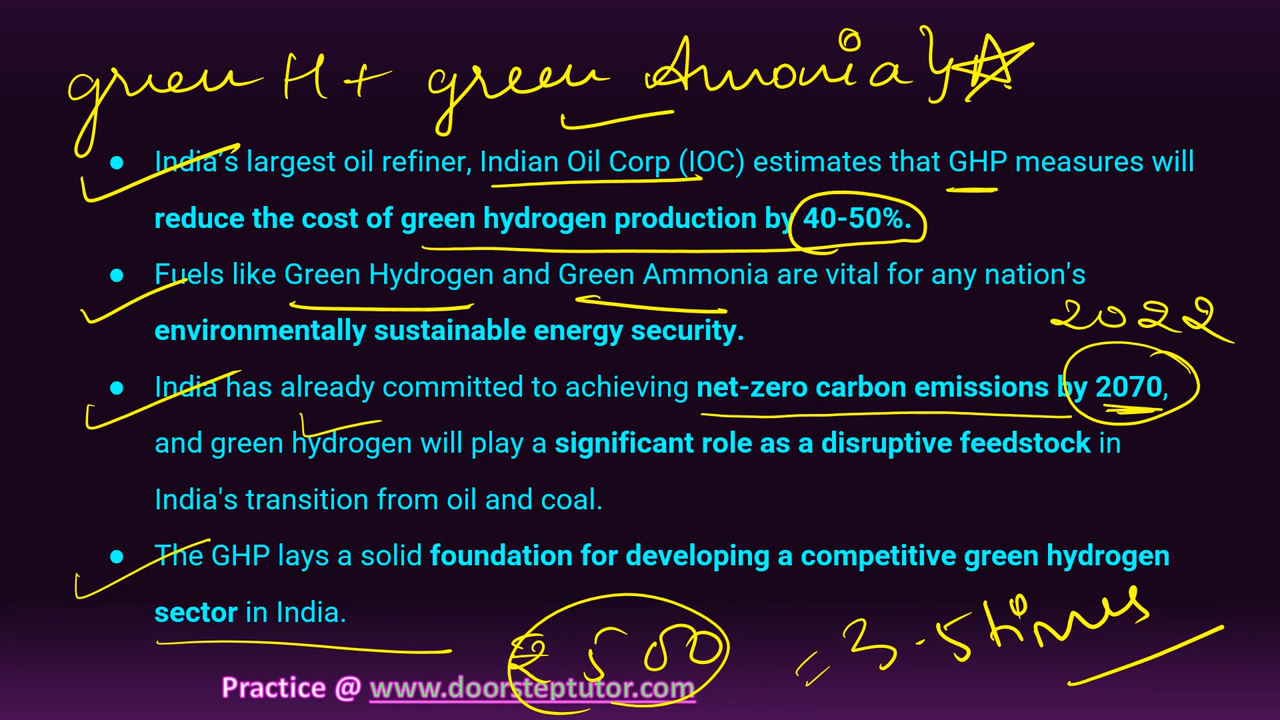 green H + green Amonia } ☆
● India's largest oil refiner, Indian Oil Corp (IOC) estimates that GHP measures will
reduce the cost of green hydrogen production by 40-50%.
● Fuels like Green Hydrogen and Green Ammonia are vital for any nation's
2022
environmentally sustainable energy security.
● India has already committed to achieving net-zero carbon emissions by 2070,
and green hydrogen will play a significant role as a disruptive feedstock in
India's transition from oil and coal.
● The GHP lays a solid foundation for developing a competitive green hydrogen
sector in India.
₹ 500 = 3-5 times
Practice @ www.doorsteptutor.com